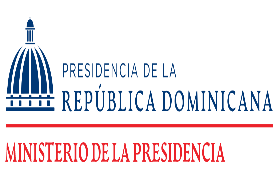 PRESIDENCIA DE LA
REPÚBLICA DOMINICANA
MINISTERIO DE LA PRESIDENCIA